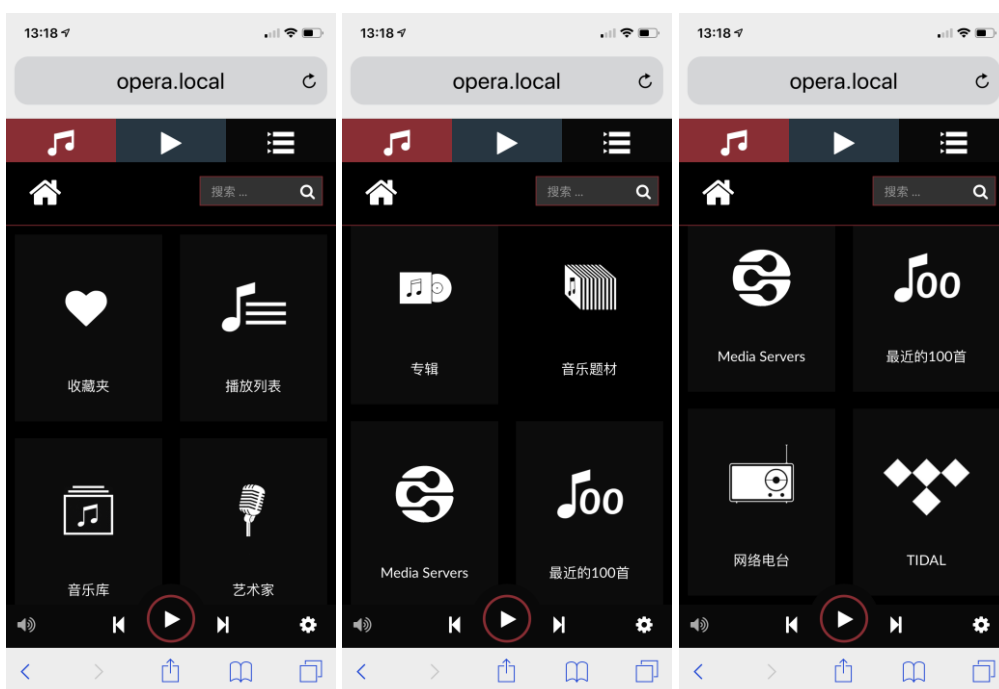 13:18
opera.local
搜索 ...
收藏夹
播放列表
音乐库
艺术家
13:18
opera.local
搜索 ...
专辑
音乐题材
00
Media Servers
最近的100首
13:18
opera.local
搜索 ...
00
Media Servers
最近的100首
网络电台
TIDAL